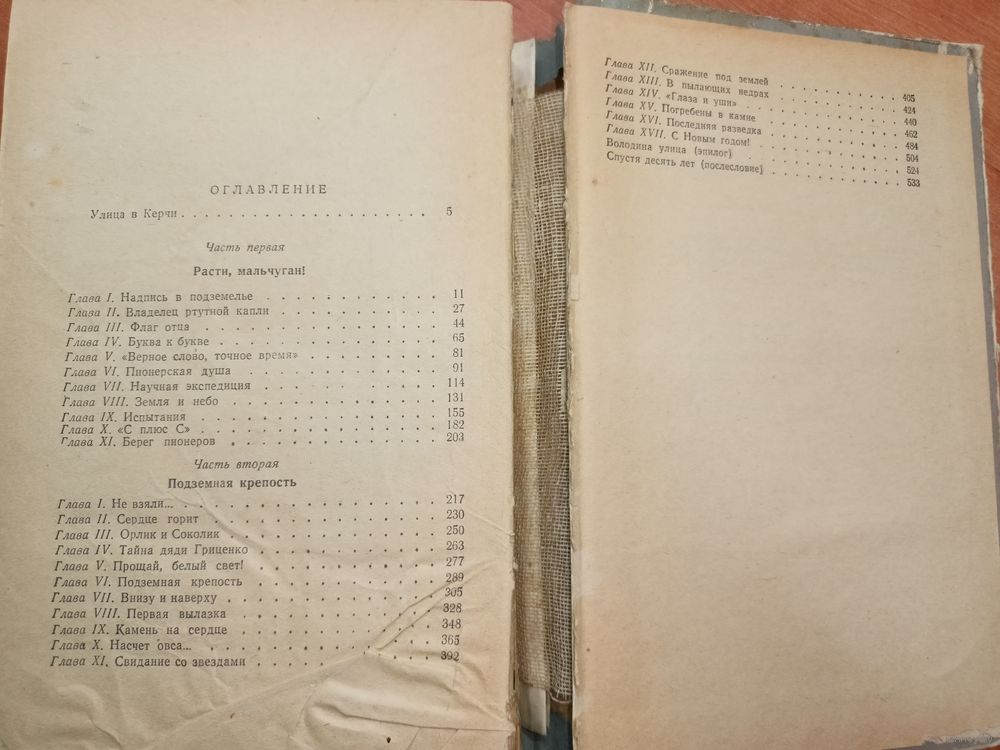 ОГЛАВЛЕНИЕ
Улица в Керчи . . . . . . . . . . . . . . . . . . . . 5
Часть первая
Расти, мальчуган!
Глава I. Надпись в подземелье . . . . . . . . . . 11
Глава II. Владелец ртутной капли . . . . . . . . . 27
Глава III. Флаг отца . . . . . . . . . . . . . 44
Глава IV. Буква к букве . . . . . . . . . . . . 65
Глава V. «Верное слово, точное время» . . . . . . . 81
Глава VI. Пионерская душа . . . . . . . . . . . 91
Глава VII. Научная экспедиция . . . . . . . . . . 114
Глава VIII. Земля и небо . . . . . . . . . . . . 131
Глава IX. Испытания . . . . . . . . . . . . . 155
Глава X. «С плюс С» . . . . . . . . . . . . . 182
Глава XI. Берег пионеров . . . . . . . . . . . . 203
Часть вторая
Подземная крепость
Глава I. Не взяли... . . . . . . . . . . . . . . 217
Глава II. Сердце горит . . . . . . . . . . . . . 230
Глава III. Орлик и Соколик . . . . . . . . . . . . 250
Глава IV. Тайна дяди Гриценко . . . . . . . . . . 263
Глава V. Прощай, белый свет! . . . . . . . . . . . 277
Глава VI. Подземная крепость . . . . . . . . . . . 289
Глава VII. Внизу и наверху . . . . . . . . . . . . 305
Глава VIII. Первая вылазка . . . . . . . . . . . . 328
Глава IX. Камень на сердце . . . . . . . . . . . . 348
Глава X. Насчет овса... . . . . . . . . . . . . . 365
Глава XI. Свидание со звездами . . . . . . . . . . 392
Глава XII. Сражение под землей . . . . . . . . . . 405
Глава XIII. В пылающих недрах . . . . . . . . . . 424
Глава XIV. «Глаза и уши» . . . . . . . . . . . . 440
Глава XV. Погребены в камне . . . . . . . . . . . 462
Глава XVI. Последняя разведка . . . . . . . . . . 484
Глава XVII. С Новым годом! . . . . . . . . . . . 504
Володина улица (эпилог) . . . . . . . . . . . . . 524
Спустя десять лет (послесловие) . . . . . . . . . . 533